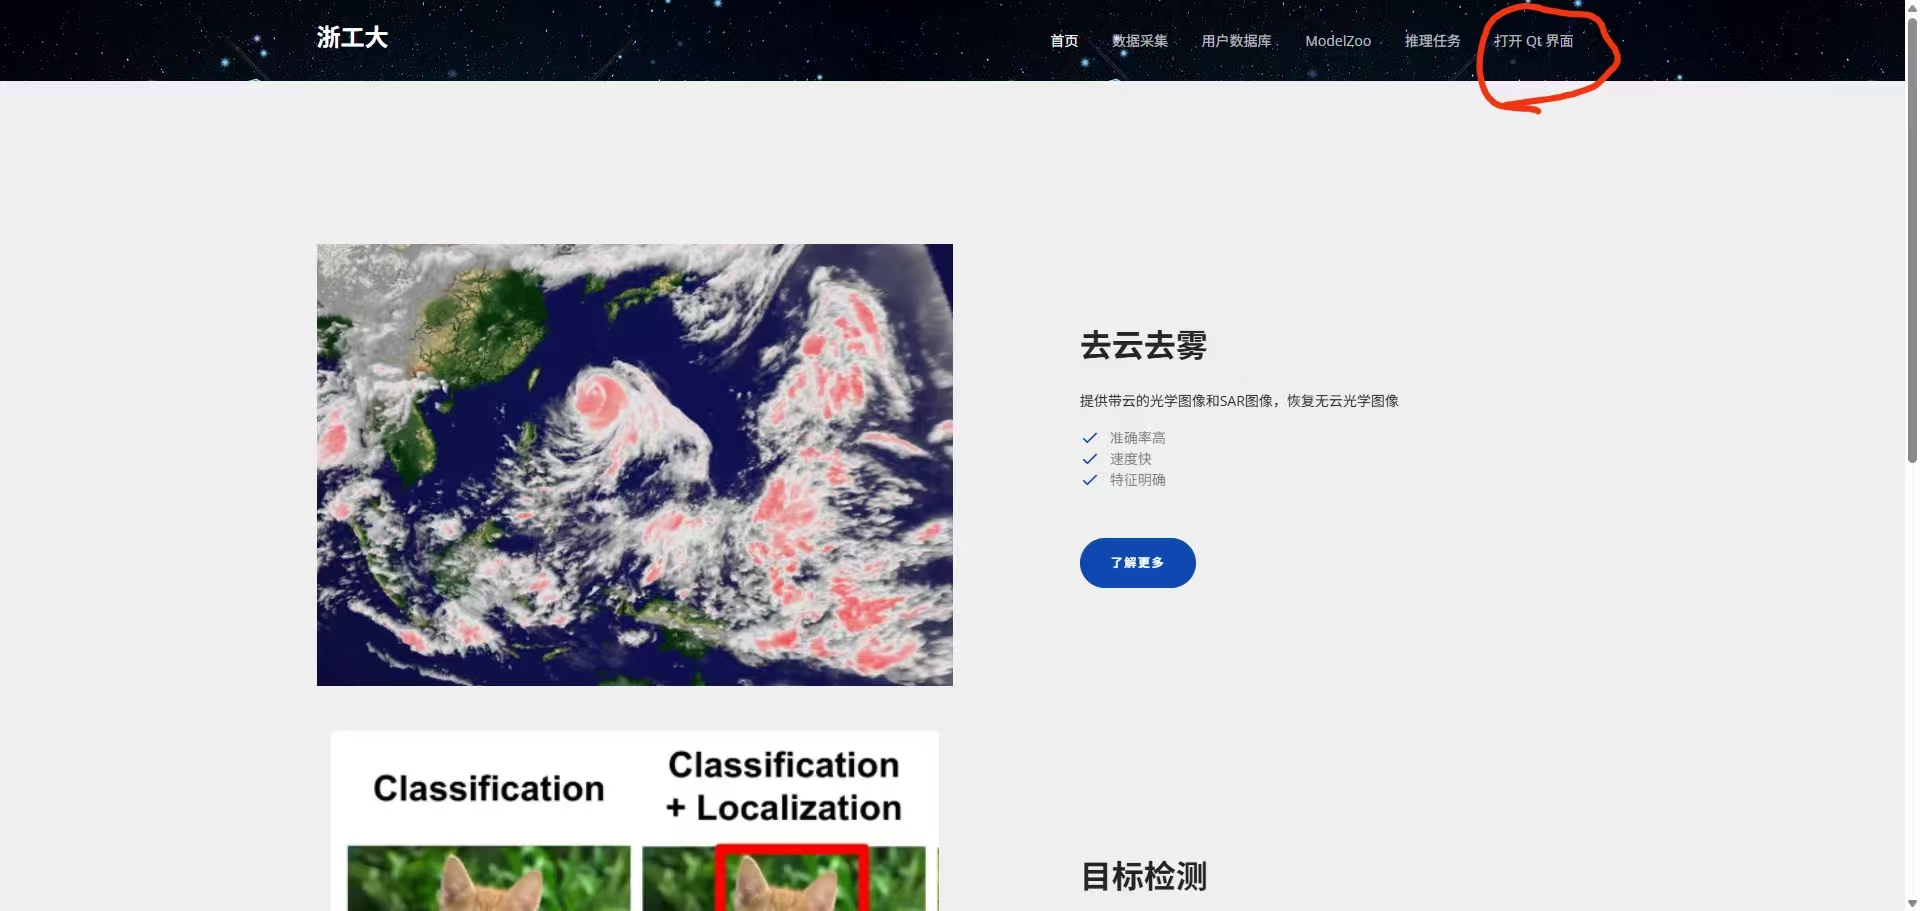 浙工大
首页 数据采集 用户数据库 ModelZoo 推理任务 打开 Qt 界面
去云去雾
提供带云的光学图像和SAR图像，恢复无云光学图像
准确率高
速度快
特征明确
了解更多
Classification
Classification
+ Localization
目标检测